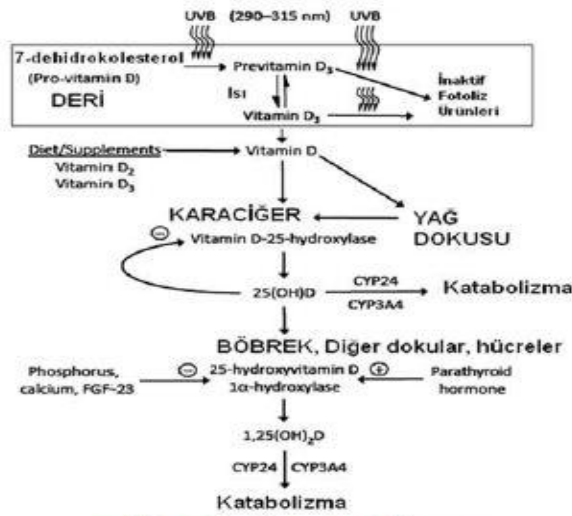 UVB (290–315 nm) UVB
7-dehidrokolesterol Previtamin D₃
(Pro-vitamin D)
DERİ
Isı
İnaktif
Fotoliz
Ürünleri
Vitamin D₃
Diet/Supplements Vitamin D
Vitamin D₂
Vitamin D₃
KARACİĞER YAĞ
DOKUSU
⊖ Vitamin D-25-hydroxylase
25(OH)D CYP24 Katabolizma
CYP3A4
BÖBREK, Diğer dokular, hücreler
Phosphorus, ⊖ 25-hydroxyvitamin D ⊕ Parathyroid
calcium, FGF-23 1α-hydroxylase hormone
1,25(OH)₂D
CYP24 CYP3A4
Katabolizma